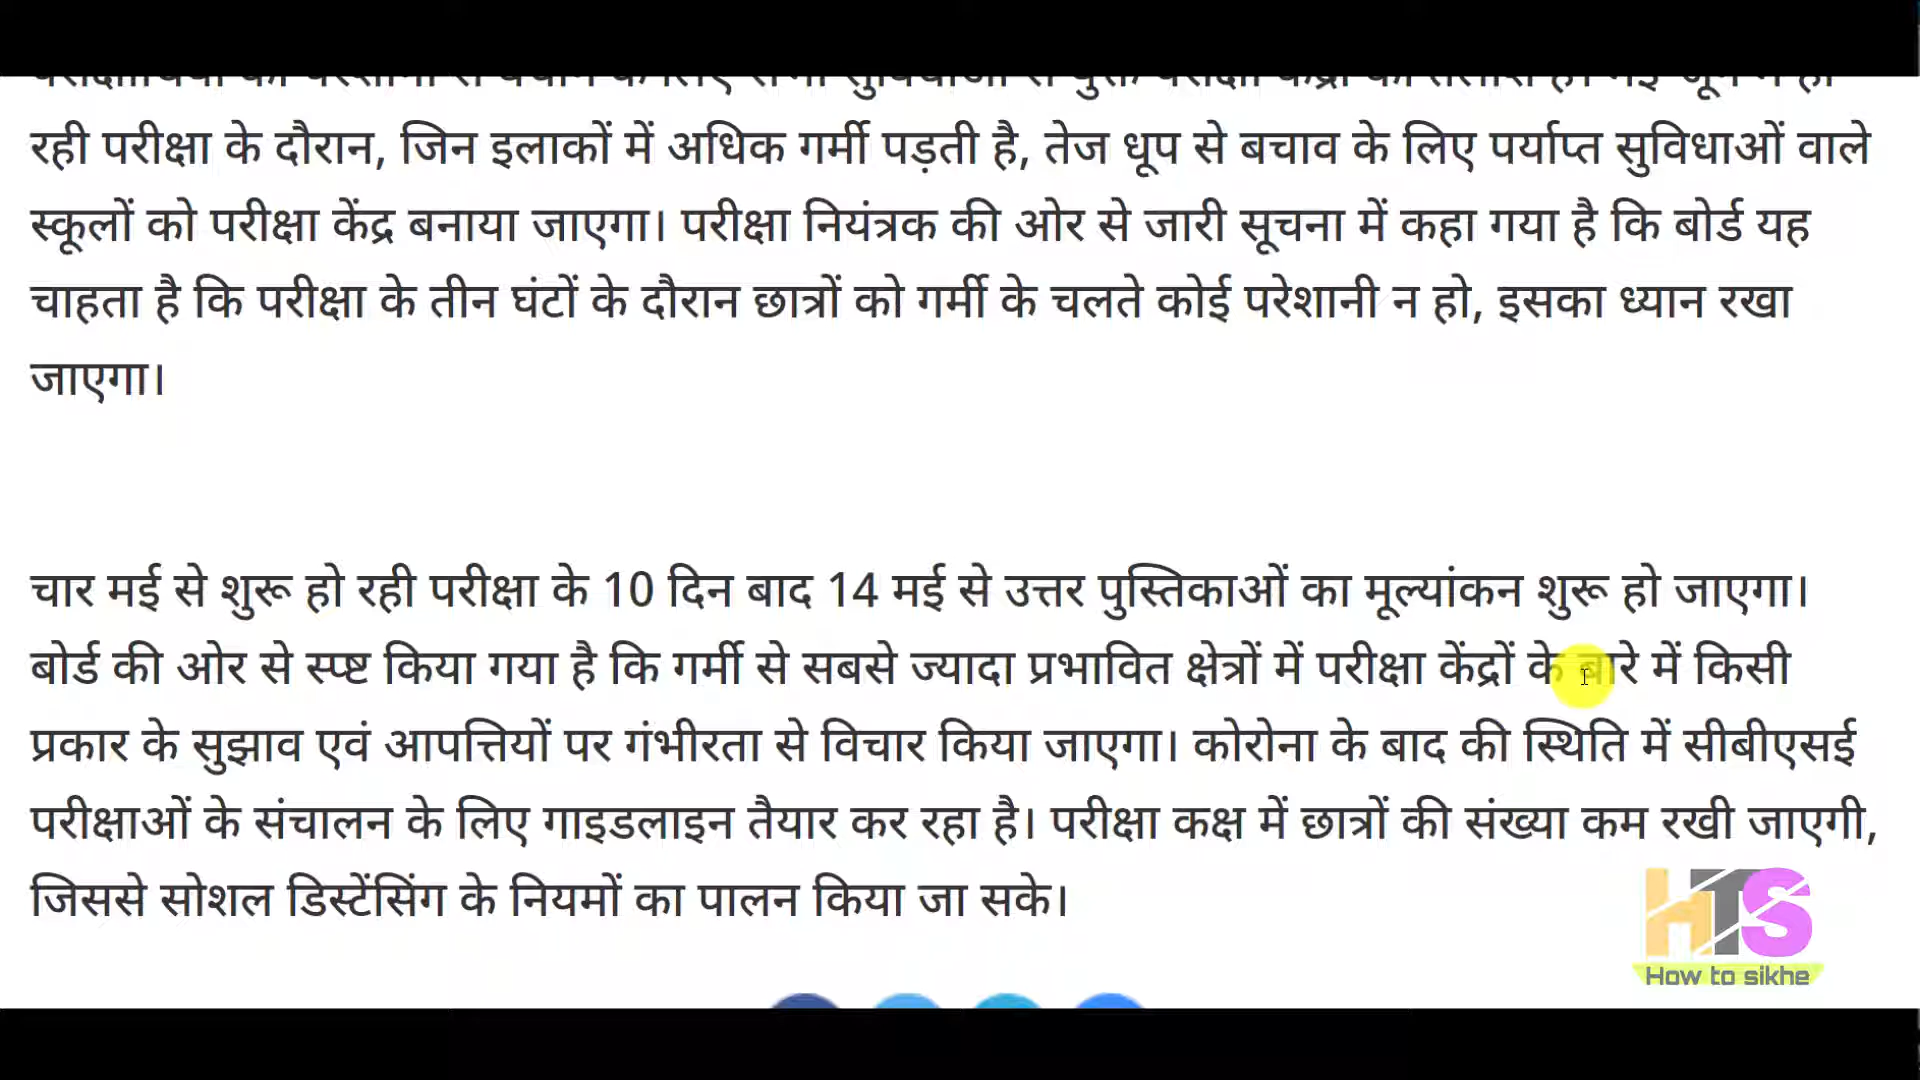 रही परीक्षा के दौरान, जिन इलाकों में अधिक गर्मी पड़ती है, तेज धूप से बचाव के लिए पर्याप्त सुविधाओं वाले
स्कूलों को परीक्षा केंद्र बनाया जाएगा। परीक्षा नियंत्रक की ओर से जारी सूचना में कहा गया है कि बोर्ड यह
चाहता है कि परीक्षा के तीन घंटों के दौरान छात्रों को गर्मी के चलते कोई परेशानी न हो, इसका ध्यान रखा
जाएगा।
चार मई से शुरू हो रही परीक्षा के 10 दिन बाद 14 मई से उत्तर पुस्तिकाओं का मूल्यांकन शुरू हो जाएगा।
बोर्ड की ओर से स्प्ष्ट किया गया है कि गर्मी से सबसे ज्यादा प्रभावित क्षेत्रों में परीक्षा केंद्रों के बारे में किसी
प्रकार के सुझाव एवं आपत्तियों पर गंभीरता से विचार किया जाएगा। कोरोना के बाद की स्थिति में सीबीएसई
परीक्षाओं के संचालन के लिए गाइडलाइन तैयार कर रहा है। परीक्षा कक्ष में छात्रों की संख्या कम रखी जाएगी,
जिससे सोशल डिस्टेंसिंग के नियमों का पालन किया जा सके।
HTS
How to sikhe